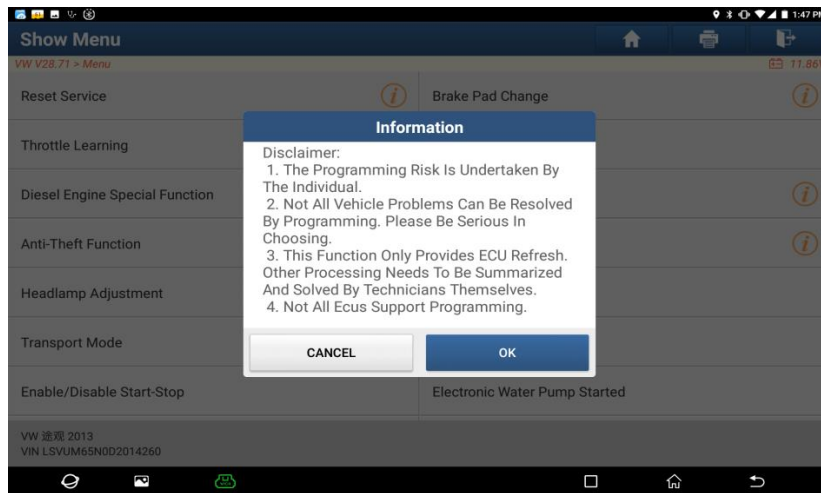 1:47 PM
Show Menu
VW V28.71 > Menu
11.86
Reset Service
Brake Pad Change
Throttle Learning
Diesel Engine Special Function
Anti-Theft Function
Headlamp Adjustment
Transport Mode
Enable/Disable Start-Stop
Electronic Water Pump Started
Information
Disclaimer:
1. The Programming Risk Is Undertaken By
The Individual.
2. Not All Vehicle Problems Can Be Resolved
By Programming. Please Be Serious In
Choosing.
3. This Function Only Provides ECU Refresh.
Other Processing Needs To Be Summarized
And Solved By Technicians Themselves.
4. Not All Ecus Support Programming.
CANCEL
OK
VW 途观 2013
VIN LSVUM65N0D2014260